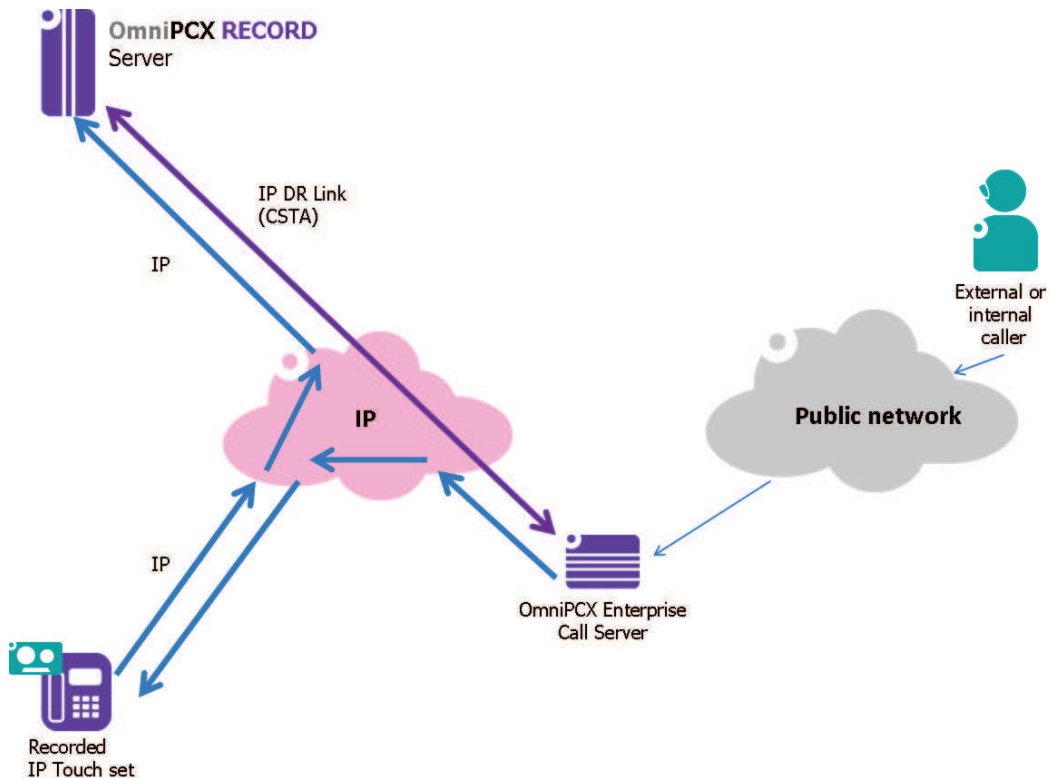 OmniPCX RECORD
Server
IP DR Link
(CSTA)
IP
External or
internal
caller
IP
Public network
IP
OmniPCX Enterprise
Call Server
Recorded
IP Touch set